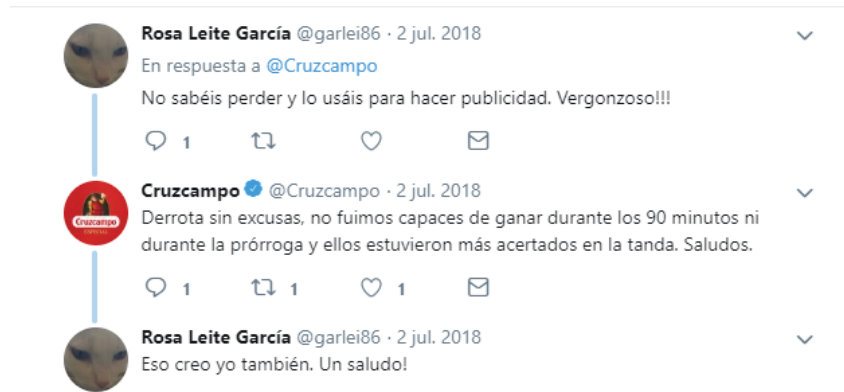 Rosa Leite García @garlei86 · 2 jul. 2018
En respuesta a @Cruzcampo
No sabéis perder y lo usáis para hacer publicidad. Vergonzoso!!!
1
Cruzcampo @Cruzcampo · 2 jul. 2018
Cruzcampo
Derrota sin excusas, no fuimos capaces de ganar durante los 90 minutos ni
durante la prórroga y ellos estuvieron más acertados en la tanda. Saludos.
1 1 1
Rosa Leite García @garlei86 · 2 jul. 2018
Eso creo yo también. Un saludo!